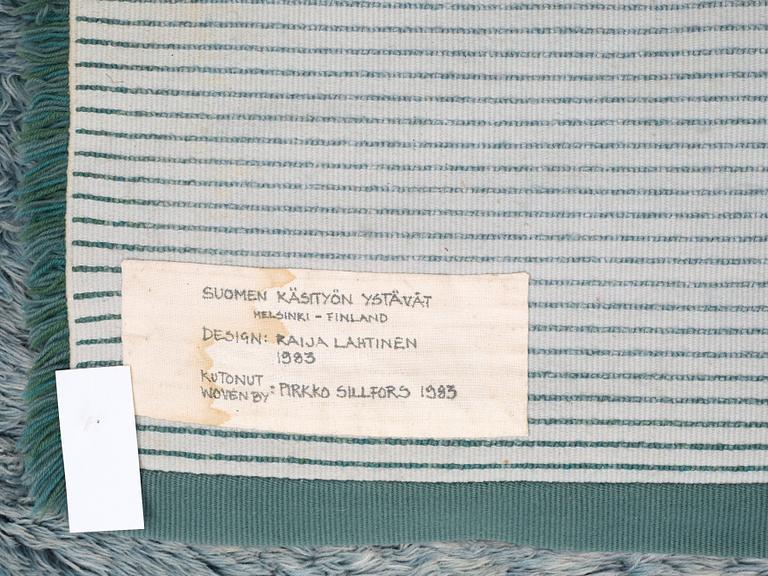 SUOMEN KÄSITYÖN YSTÄVÄT
HELSINKI - FINLAND
DESIGN: RAIJA LAHTINEN
1983
KUTONUT
WOVEN BY : PIRKKO SILLFORS 1983